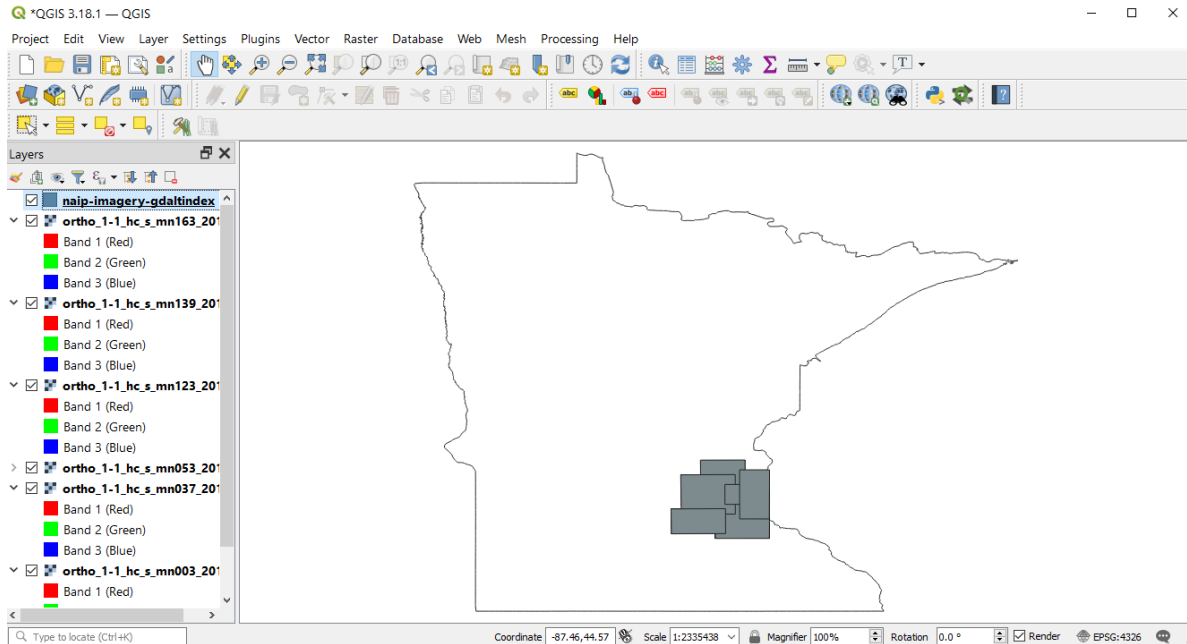 *QGIS 3.18.1 — QGIS
Project Edit View Layer Settings Plugins Vector Raster Database Web Mesh Processing Help
abc abc ab abc
Layers
naip-imagery-gdaltindex
ortho_1-1_hc_s_mn163_201
Band 1 (Red)
Band 2 (Green)
Band 3 (Blue)
ortho_1-1_hc_s_mn139_201
Band 1 (Red)
Band 2 (Green)
Band 3 (Blue)
ortho_1-1_hc_s_mn123_201
Band 1 (Red)
Band 2 (Green)
Band 3 (Blue)
ortho_1-1_hc_s_mn053_201
ortho_1-1_hc_s_mn037_201
Band 1 (Red)
Band 2 (Green)
Band 3 (Blue)
ortho_1-1_hc_s_mn003_201
Band 1 (Red)
Type to locate (Ctrl+K) Coordinate -87.46,44.57 Scale 1:2335438 Magnifier 100% Rotation 0.0 ° Render EPSG:4326